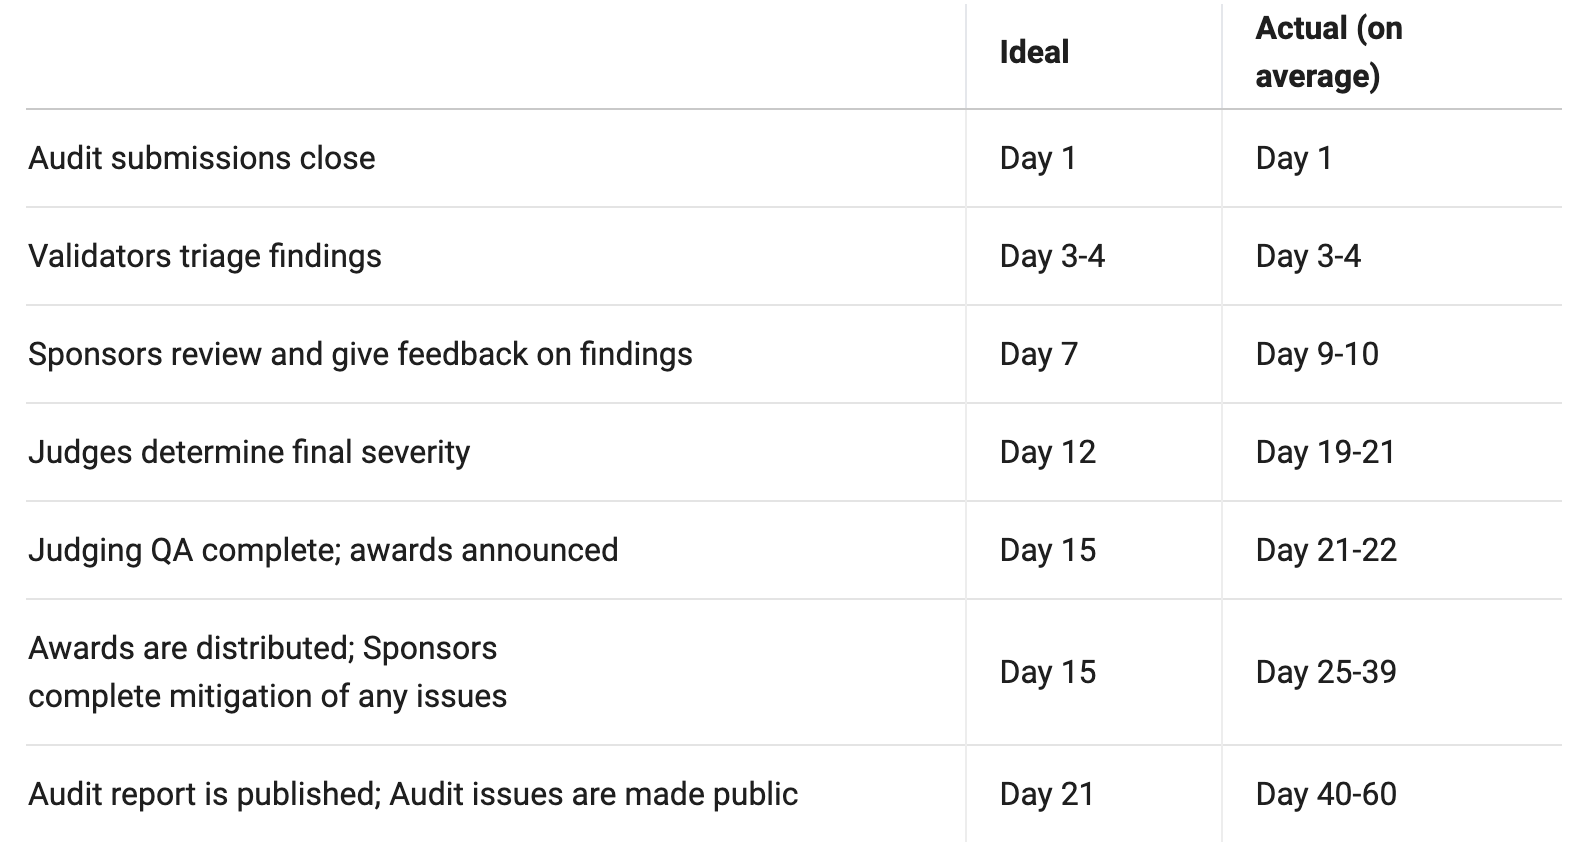 Ideal
Actual (on
average)
Audit submissions close
Day 1
Day 1
Validators triage findings
Day 3-4
Day 3-4
Sponsors review and give feedback on findings
Day 7
Day 9-10
Judges determine final severity
Day 12
Day 19-21
Judging QA complete; awards announced
Day 15
Day 21-22
Awards are distributed; Sponsors
complete mitigation of any issues
Day 15
Day 25-39
Audit report is published; Audit issues are made public
Day 21
Day 40-60